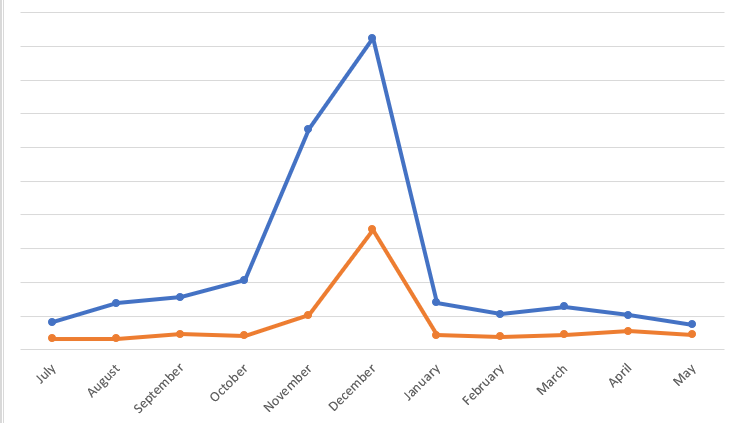 July
August
September
October
November
December
January
February
March
April
May